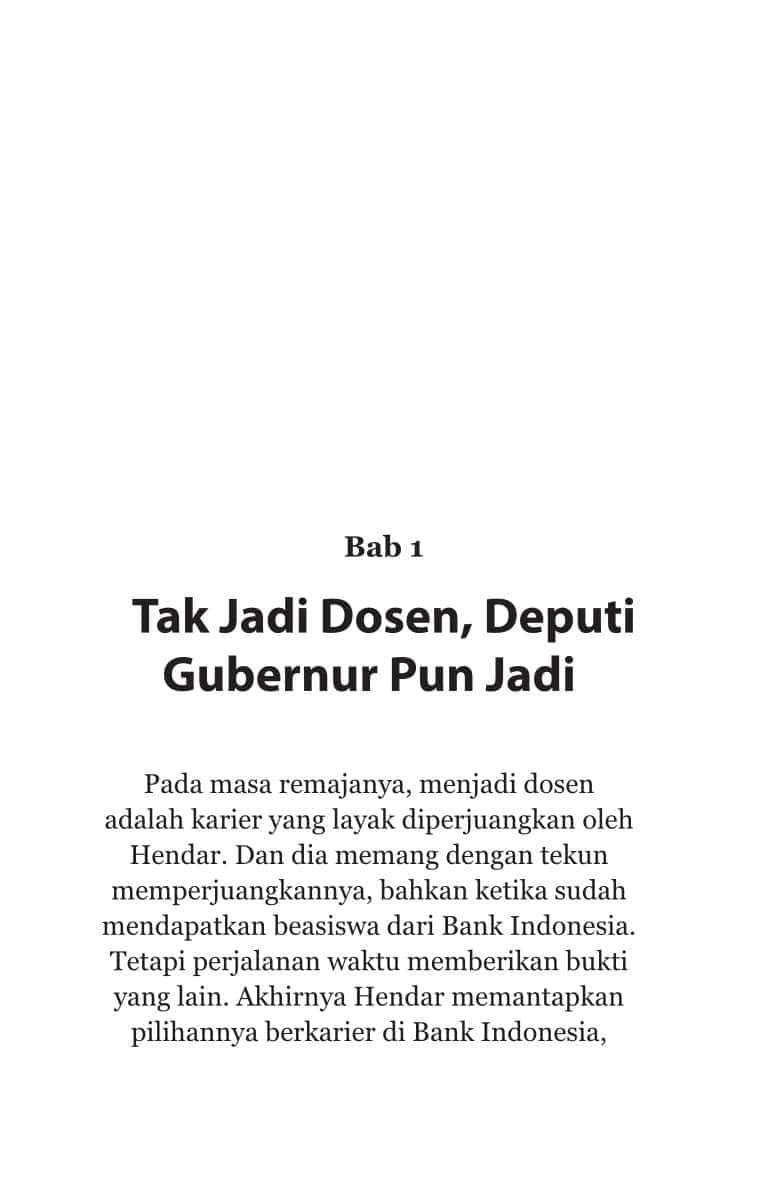 Bab 1
Tak Jadi Dosen, Deputi
Gubernur Pun Jadi
Pada masa remajanya, menjadi dosen
adalah karier yang layak diperjuangkan oleh
Hendar. Dan dia memang dengan tekun
memperjuangkannya, bahkan ketika sudah
mendapatkan beasiswa dari Bank Indonesia.
Tetapi perjalanan waktu memberikan bukti
yang lain. Akhirnya Hendar memantapkan
pilihannya berkarier di Bank Indonesia,